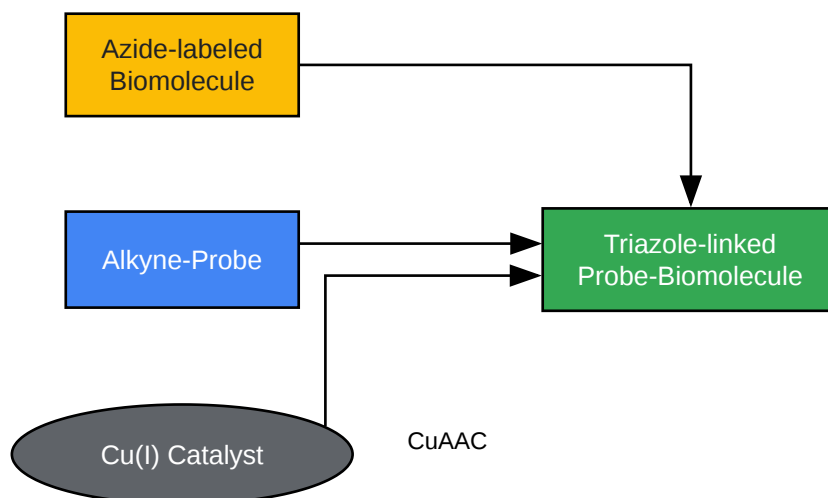 Azide-labeled
Biomolecule
Alkyne-Probe
Triazole-linked
Probe-Biomolecule
Cu(I) Catalyst
CuAAC